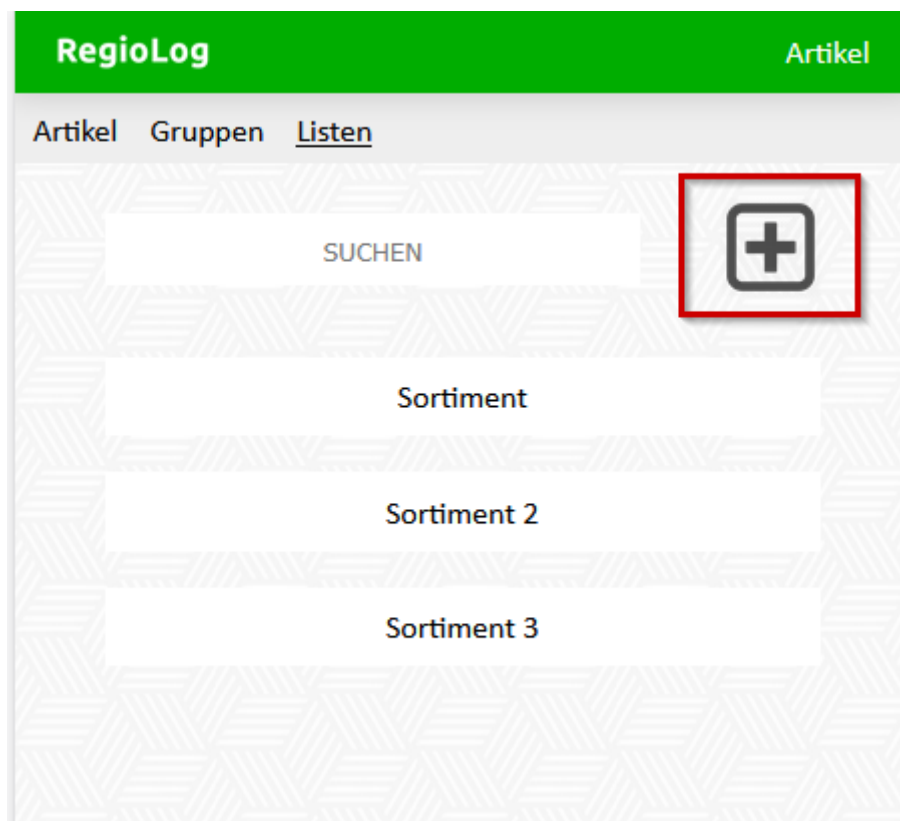 RegioLog Artikel
Artikel Gruppen Listen
SUCHEN
Sortiment
Sortiment 2
Sortiment 3